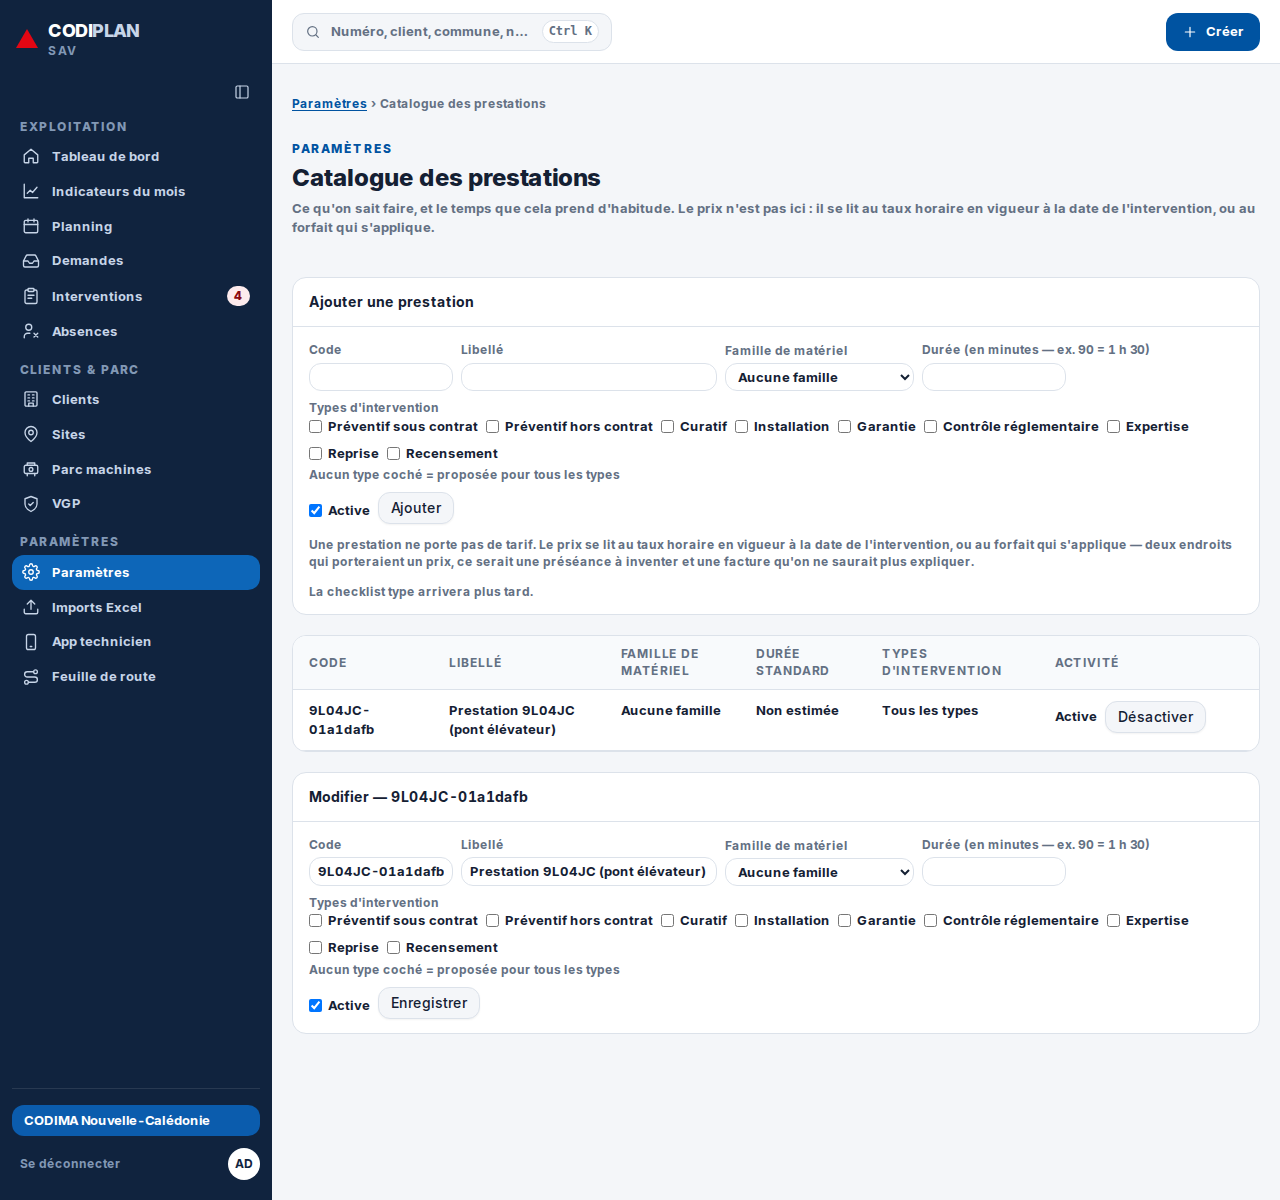 CODIPLAN
SAV
EXPLOITATION
Tableau de bord
Indicateurs du mois
Planning
Demandes
Interventions 4
Absences
CLIENTS & PARC
Clients
Sites
Parc machines
VGP
PARAMÈTRES
Paramètres
Imports Excel
App technicien
Feuille de route
CODIMA Nouvelle-Calédonie
Se déconnecter AD
Numéro, client, commune, n… Ctrl K
Créer
Paramètres › Catalogue des prestations
PARAMÈTRES
Catalogue des prestations
Ce qu'on sait faire, et le temps que cela prend d'habitude. Le prix n'est pas ici : il se lit au taux horaire en vigueur à la date de l'intervention, ou au
forfait qui s'applique.
Ajouter une prestation
Code Libellé Famille de matériel Durée (en minutes — ex. 90 = 1 h 30)
Aucune famille
Types d'intervention
Préventif sous contrat Préventif hors contrat Curatif Installation Garantie Contrôle réglementaire Expertise
Reprise Recensement
Aucun type coché = proposée pour tous les types
Active Ajouter
Une prestation ne porte pas de tarif. Le prix se lit au taux horaire en vigueur à la date de l'intervention, ou au forfait qui s'applique — deux endroits
qui porteraient un prix, ce serait une préséance à inventer et une facture qu'on ne saurait plus expliquer.
La checklist type arrivera plus tard.
CODE LIBELLÉ FAMILLE DE MATÉRIEL DURÉE STANDARD TYPES D'INTERVENTION ACTIVITÉ
9L04JC-01a1dafb Prestation 9L04JC (pont élévateur) Aucune famille Non estimée Tous les types Active Désactiver
Modifier — 9L04JC-01a1dafb
Code Libellé Famille de matériel Durée (en minutes — ex. 90 = 1 h 30)
9L04JC-01a1dafb Prestation 9L04JC (pont élévateur) Aucune famille
Types d'intervention
Préventif sous contrat Préventif hors contrat Curatif Installation Garantie Contrôle réglementaire Expertise
Reprise Recensement
Aucun type coché = proposée pour tous les types
Active Enregistrer